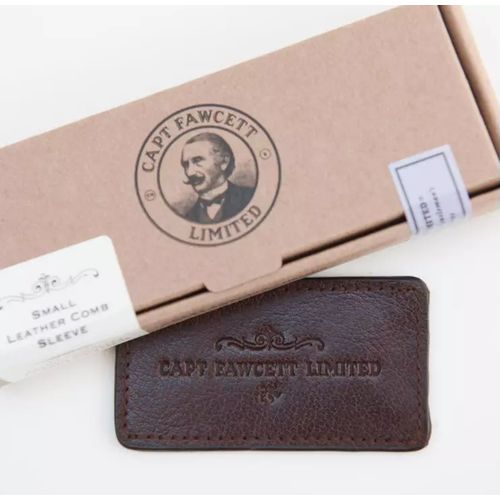 CAPT FAWCETT
LIMITED
SMALL
LEATHER COMB
SLEEVE
CAPT FAWCETT LIMITED